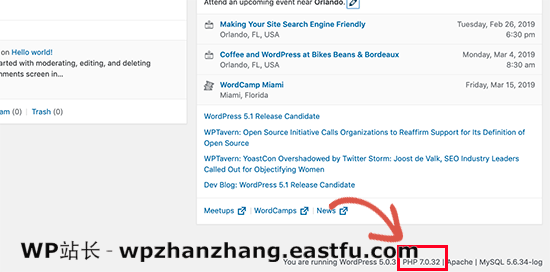 Attend an upcoming event near Orlando.
Making Your Site Search Engine Friendly
Orlando, FL, USA
Tuesday, Feb 26, 2019
6:30 pm
Coffee and WordPress at Bikes Beans & Bordeaux
Orlando, FL, USA
Monday, Mar 4, 2019
8:30 am
WordCamp Miami
Miami, Florida
Friday, Mar 15, 2019
WordPress 5.1 Release Candidate
WPTavern: Open Source Initiative Calls Organizations to Reaffirm Support for Its Definition of
Open Source
WPTavern: YoastCon Overshadowed by Twitter Storm: Joost de Valk, SEO Industry Leaders
Called Out for Objectifying Women
Dev Blog: WordPress 5.1 Release Candidate
Meetups | WordCamps | News
on Hello world!
arted with moderating, editing, and deleting
mments screen in...
am (0) | Trash (0)
WP站长 - wpzhanzhang.eastfu.com
You are running WordPress 5.0.3 | PHP 7.0.32 | Apache | MySQL 5.6.34-log